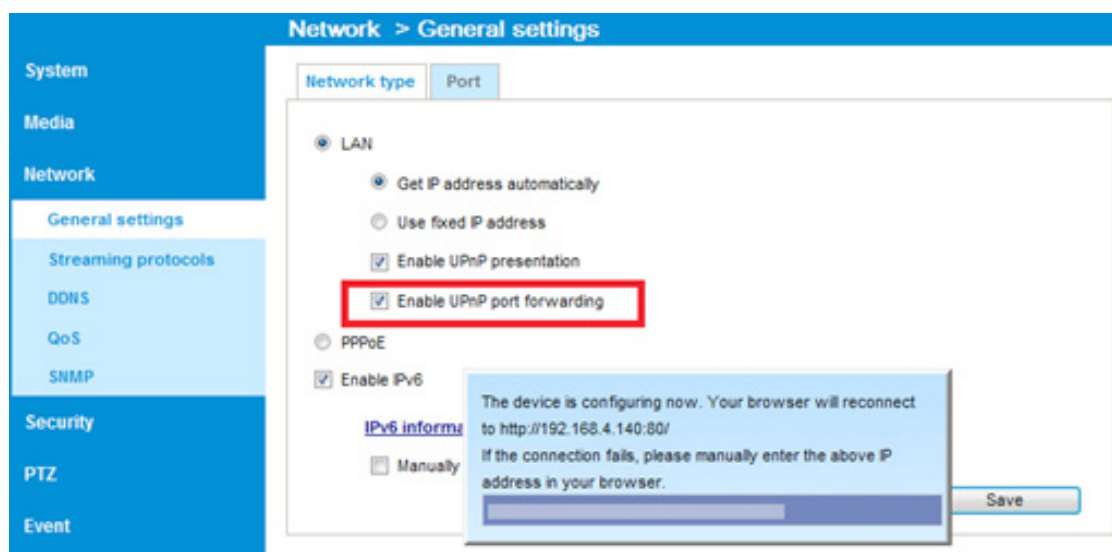 Network > General settings
System
Media
Network
General settings
Streaming protocols
DDNS
QoS
SNMP
Security
PTZ
Event
Network type
Port
LAN
Get IP address automatically
Use fixed IP address
Enable UPnP presentation
Enable UPnP port forwarding
PPPoE
Enable IPv6
IPv6 informa
Manually
The device is configuring now. Your browser will reconnect
to http://192.168.4.140:80/
If the connection fails, please manually enter the above IP
address in your browser.
Save